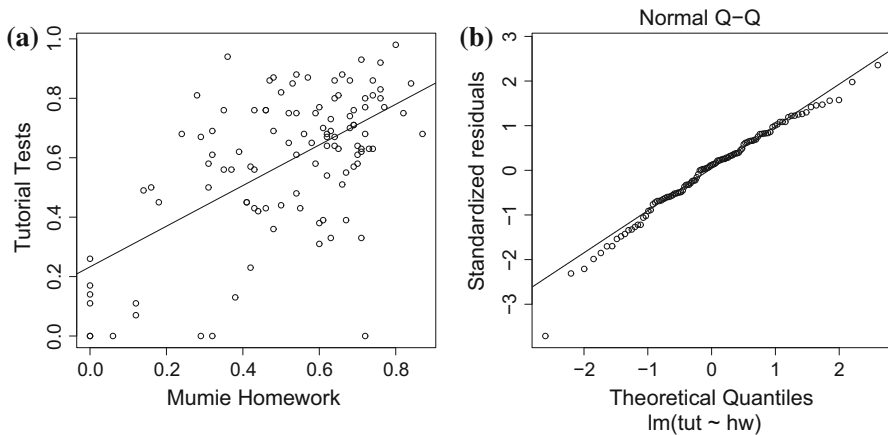 (a)
Tutorial Tests
1.0
0.8
0.6
0.4
0.2
0.0
0.0 0.2 0.4 0.6 0.8
Mumie Homework
(b)
Normal Q−Q
Standardized residuals
3
2
1
0
−1
−2
−3
−2 −1 0 1 2
Theoretical Quantiles
lm(tut ~ hw)